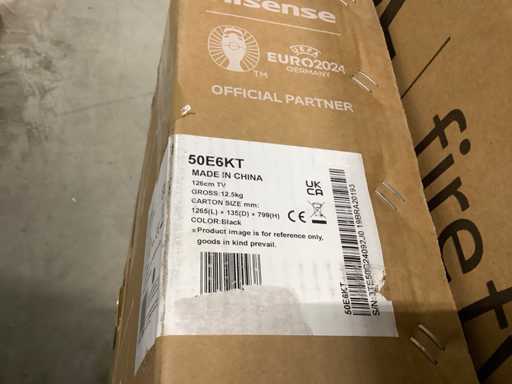 Hisense
UEFA
EURO2024
GERMANY
TM
OFFICIAL PARTNER
50E6KT
MADE IN CHINA
126cm TV
GROSS:12.5kg
CARTON SIZE mm:
1265(L) × 135(D) × 799(H)
COLOR:Black
※Product image is for reference only,
goods in kind prevail.
UK
CA
CE
50E6KT
fire